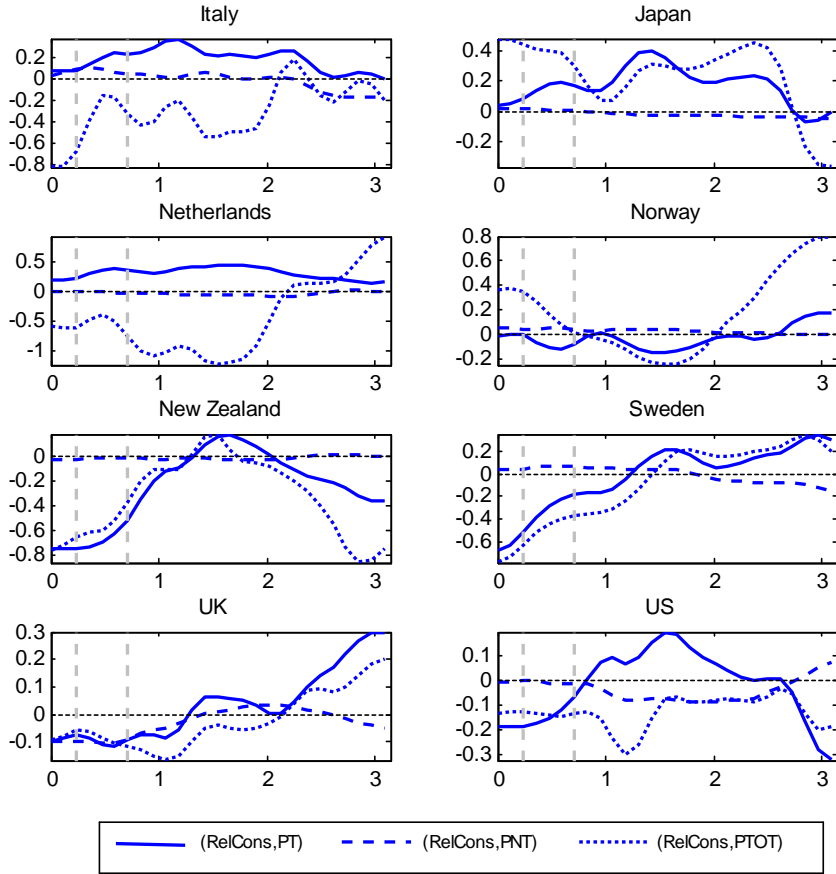 Italy
0.2
0
-0.2
-0.4
-0.6
-0.8
0 1 2 3
Japan
0.4
0.2
0
-0.2
0 1 2 3
Netherlands
0.5
0
-0.5
-1
0 1 2 3
Norway
0.8
0.6
0.4
0.2
0
-0.2
0 1 2 3
New Zealand
0
-0.2
-0.4
-0.6
-0.8
0 1 2 3
Sweden
0.2
0
-0.2
-0.4
-0.6
0 1 2 3
UK
0.3
0.2
0.1
0
-0.1
0 1 2 3
US
0.1
0
-0.1
-0.2
-0.3
0 1 2 3
(RelCons,PT) (RelCons,PNT) (RelCons,PTOT)